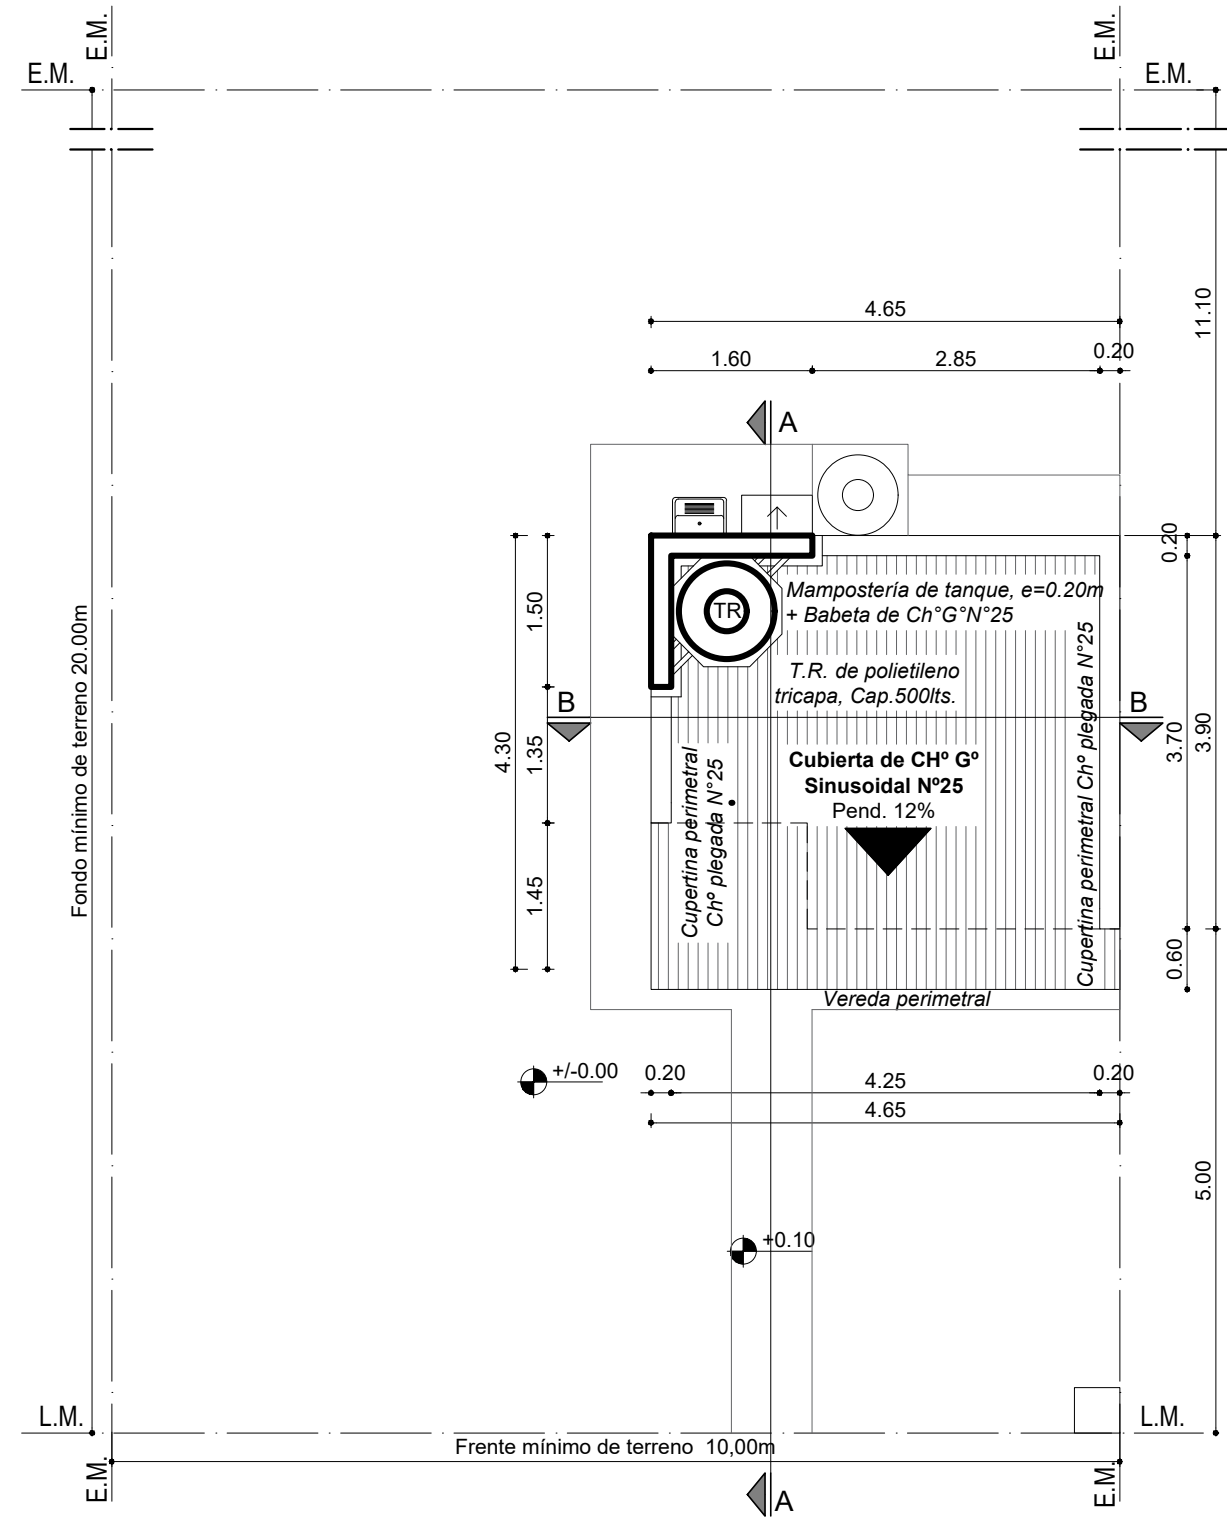 E.M.
E.M.
E.M.
E.M.
11.10
4.65
1.60
2.85
0.20
A
0.20
TR
Mampostería de tanque, e=0.20m
+ Babeta de Ch°G°N°25
T.R. de polietileno
tricapa, Cap.500lts.
B
B
1.50
1.35
1.45
4.30
Cubierta de CHº Gº
Sinusoidal Nº25
Pend. 12%
Cupertina perimetral
Chº plegada N°25
Cupertina perimetral Chº plegada N°25
3.70
3.90
0.60
Fondo mínimo de terreno 20.00m
Vereda perimetral
+/-0.00
0.20
4.25
0.20
4.65
5.00
+0.10
L.M.
L.M.
Frente mínimo de terreno 10,00m
E.M.
E.M.
A